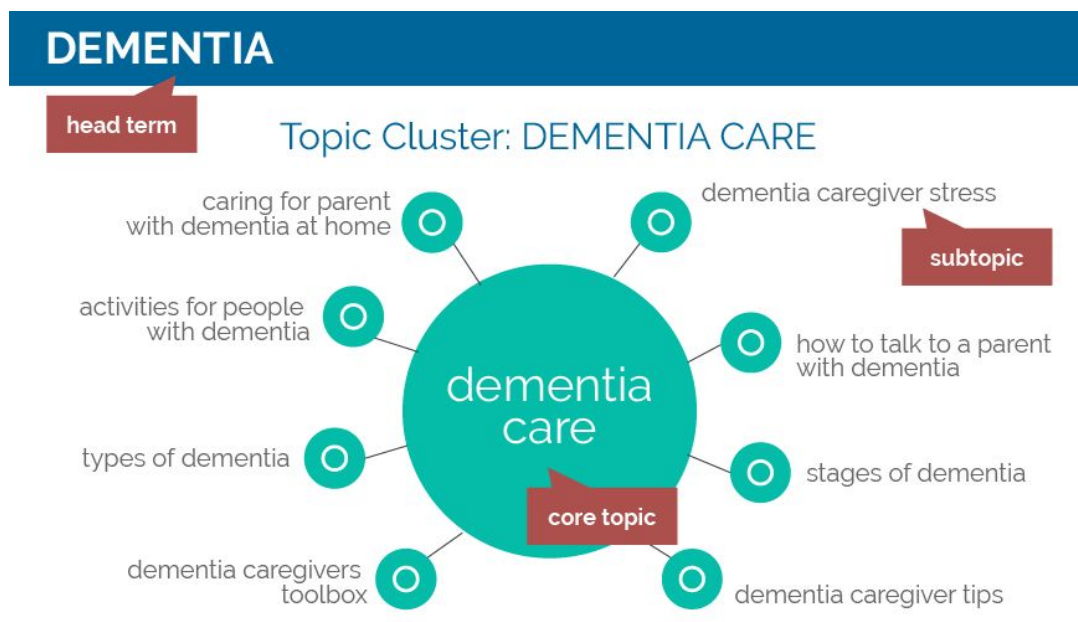 DEMENTIA
head term
Topic Cluster: DEMENTIA CARE
caring for parent
with dementia at home
dementia caregiver stress
subtopic
activities for people
with dementia
how to talk to a parent
with dementia
dementia
care
core topic
types of dementia
stages of dementia
dementia caregivers
toolbox
dementia caregiver tips